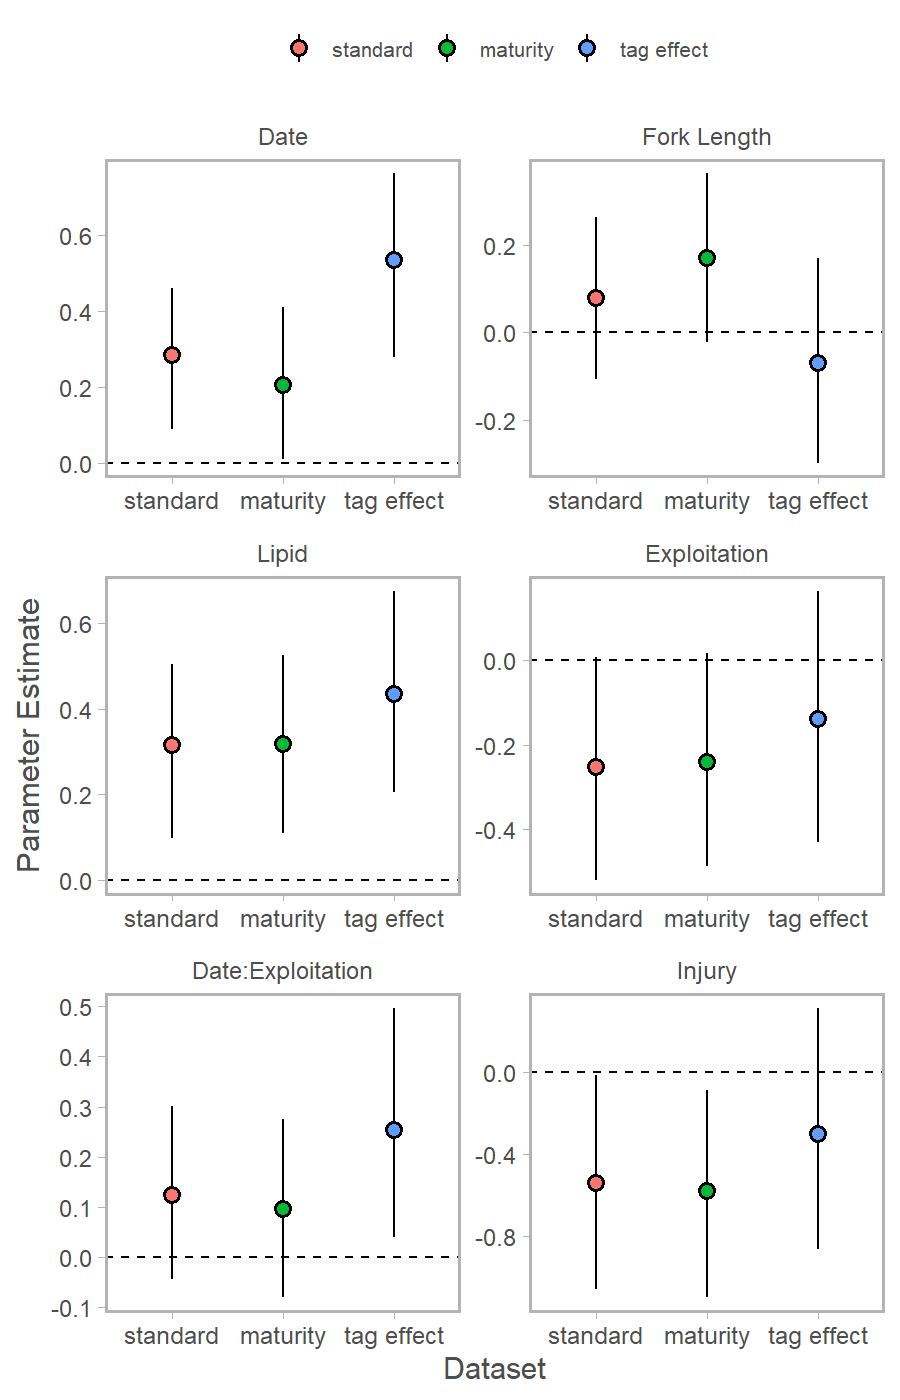 standard maturity tag effect
Date
Fork Length
0.6
0.4
0.2
0.0
0.2
0.0
-0.2
standard maturity tag effect
standard maturity tag effect
Lipid
Exploitation
Parameter Estimate
0.6
0.4
0.2
0.0
0.0
-0.2
-0.4
standard maturity tag effect
standard maturity tag effect
Date:Exploitation
Injury
0.5
0.4
0.3
0.2
0.1
0.0
-0.1
0.0
-0.4
-0.8
standard maturity tag effect
standard maturity tag effect
Dataset